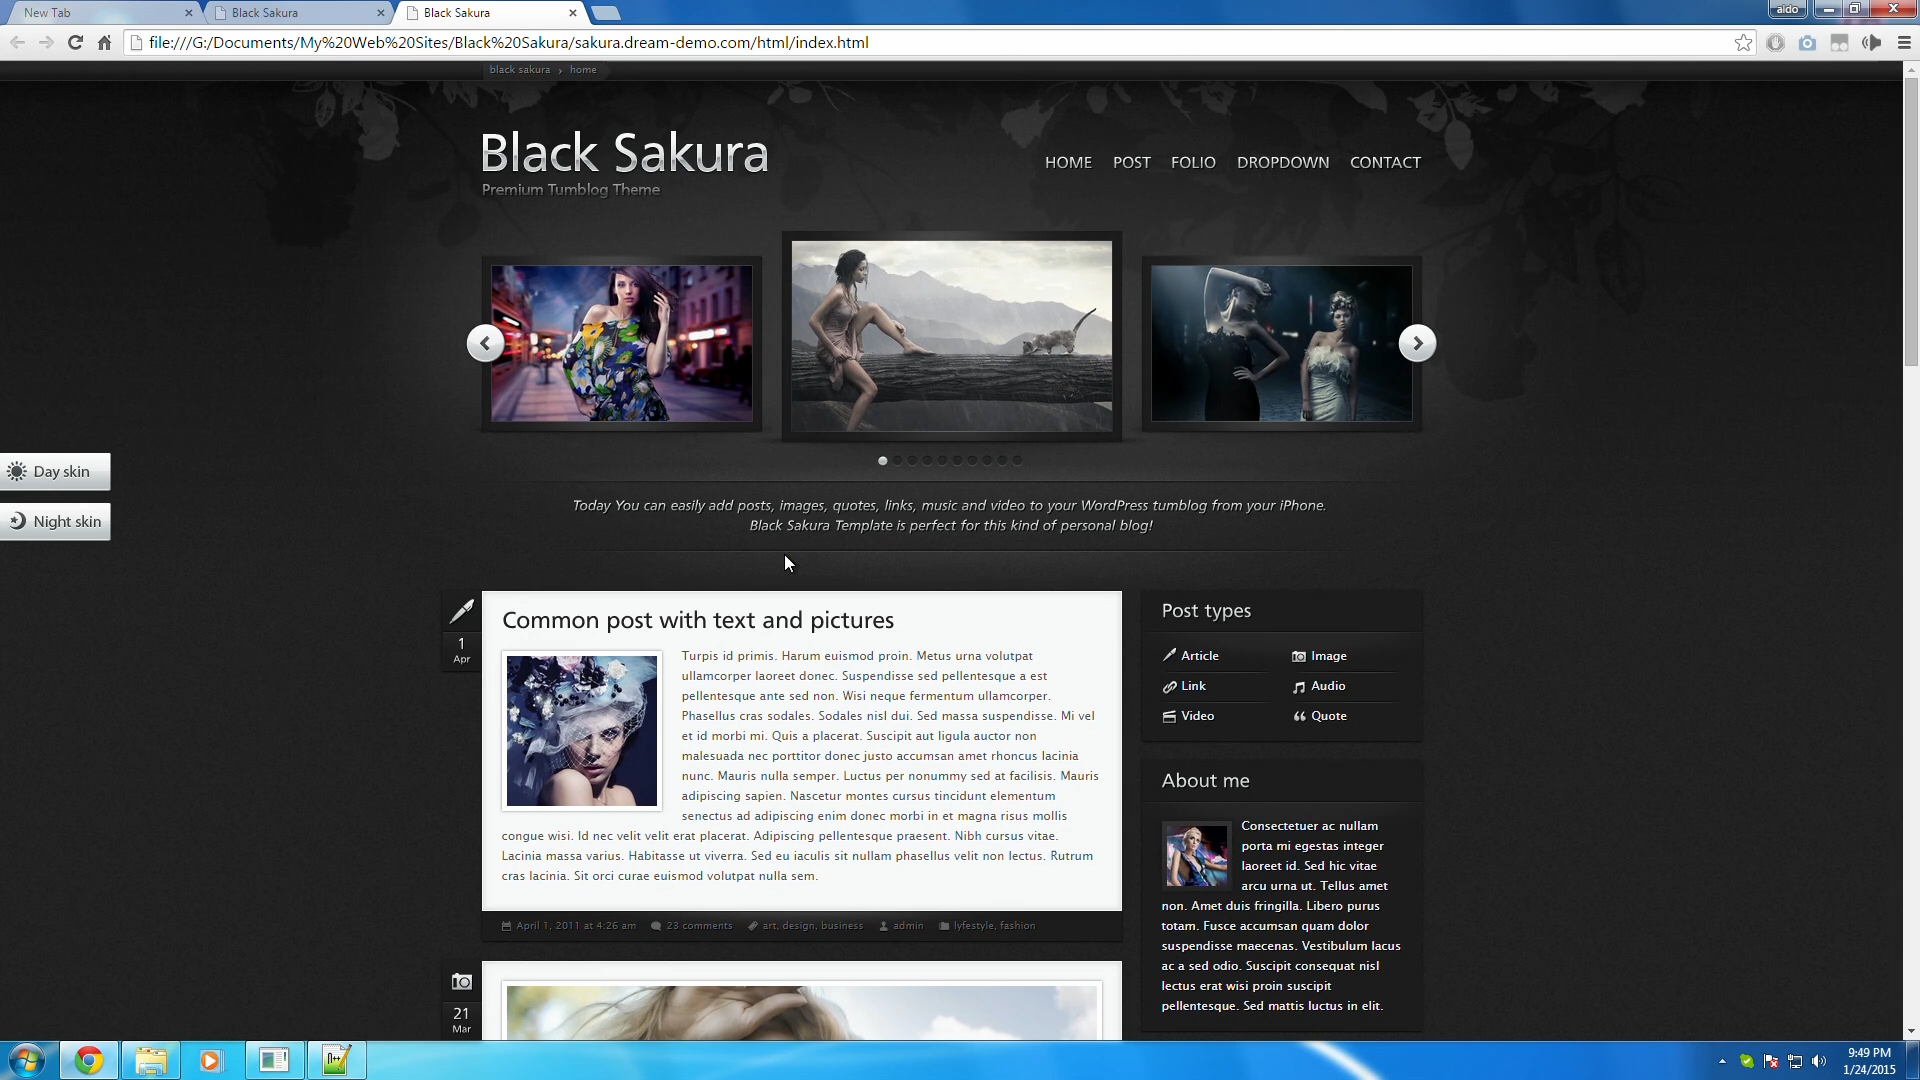 New Tab
Black Sakura
Black Sakura
aldo
file:///G:/Documents/My%20Web%20Sites/Black%20Sakura/sakura.dream-demo.com/html/index.html
black sakura › home
Black Sakura
Premium Tumblog Theme
HOME POST FOLIO DROPDOWN CONTACT
Day skin
Night skin
Today You can easily add posts, images, quotes, links, music and video to your WordPress tumblog from your iPhone.
Black Sakura Template is perfect for this kind of personal blog!
1
Apr
Common post with text and pictures
Turpis id primis. Harum euismod proin. Metus urna volutpat
ullamcorper laoreet donec. Suspendisse sed pellentesque a est
pellentesque ante sed non. Wisi neque fermentum ullamcorper.
Phasellus cras sodales. Sodales nisl dui. Sed massa suspendisse. Mi vel
et id morbi mi. Quis a placerat. Suscipit aut ligula auctor non
malesuada nec porttitor donec justo accumsan amet rhoncus lacinia
nunc. Mauris nulla semper. Luctus per nonummy sed at facilisis. Mauris
adipiscing sapien. Nascetur montes cursus tincidunt elementum
senectus ad adipiscing enim donec morbi in et magna risus mollis
congue wisi. Id nec velit velit erat placerat. Adipiscing pellentesque praesent. Nibh cursus vitae.
Lacinia massa varius. Habitasse ut viverra. Sed eu iaculis sit nullam phasellus velit non lectus. Rutrum
cras lacinia. Sit orci curae euismod volutpat nulla sem.
April 1, 2011 at 4:26 am 23 comments art, design, business admin lyfestyle, fashion
21
Mar
Post types
Article Image
Link Audio
Video Quote
About me
Consectetuer ac nullam
porta mi egestas integer
laoreet id. Sed hic vitae
arcu urna ut. Tellus amet
non. Amet duis fringilla. Libero purus
totam. Fusce accumsan quam dolor
suspendisse maecenas. Vestibulum lacus
ac a sed odio. Suscipit consequat nisl
lectus erat wisi proin suscipit
pellentesque. Sed mattis luctus in elit.
9:49 PM
1/24/2015